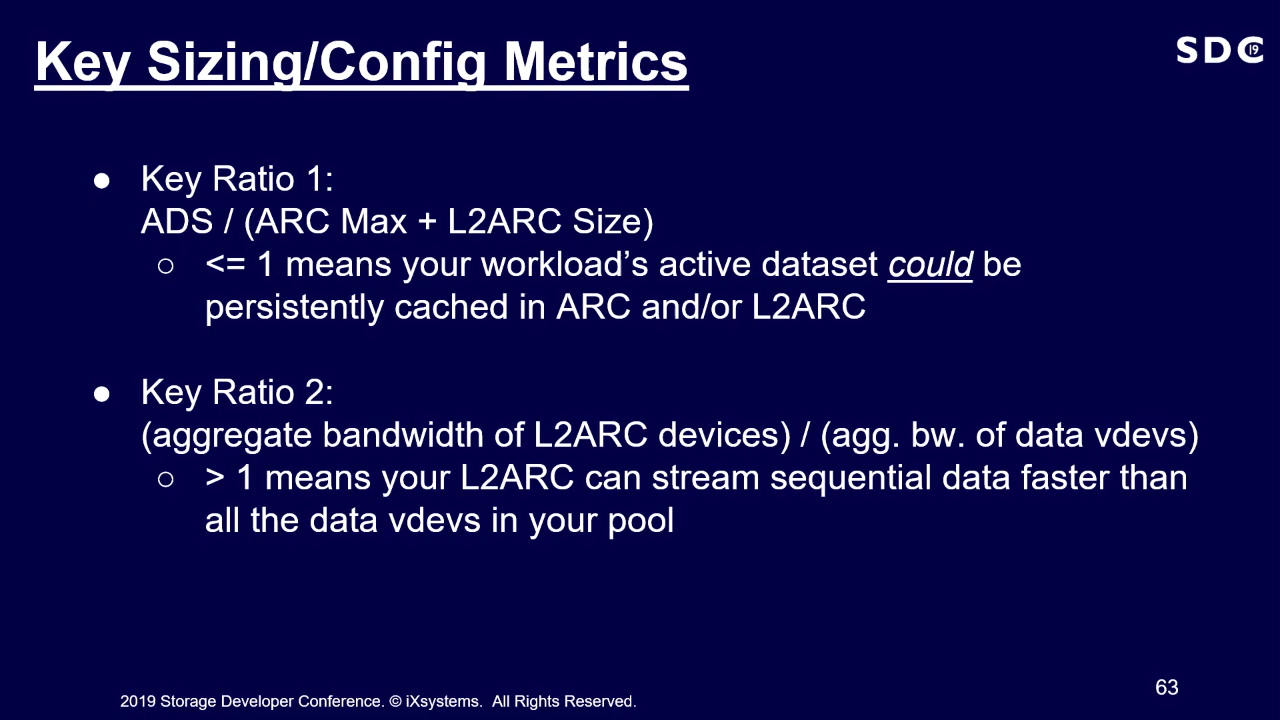 Key Sizing/Config Metrics
SDC 19
● Key Ratio 1:
ADS / (ARC Max + L2ARC Size)
○ <= 1 means your workload’s active dataset could be
persistently cached in ARC and/or L2ARC
● Key Ratio 2:
(aggregate bandwidth of L2ARC devices) / (agg. bw. of data vdevs)
○ > 1 means your L2ARC can stream sequential data faster than
all the data vdevs in your pool
2019 Storage Developer Conference. © iXsystems. All Rights Reserved.
63